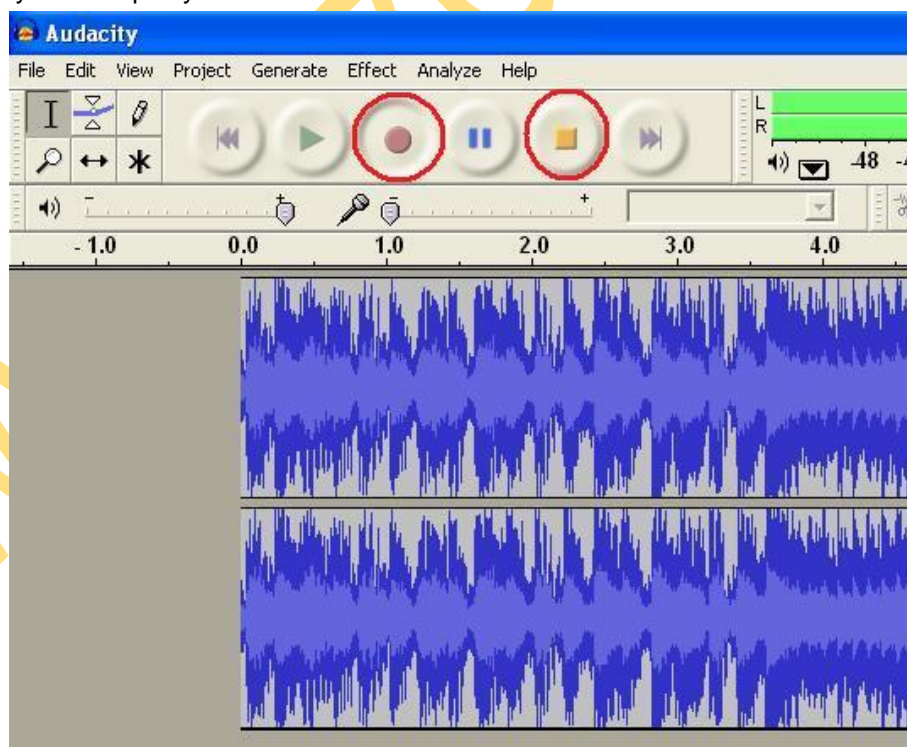 Audacity
File Edit View Project Generate Effect Analyze Help
L
R
-48
- + - +
- 1.0 0.0 1.0 2.0 3.0 4.0